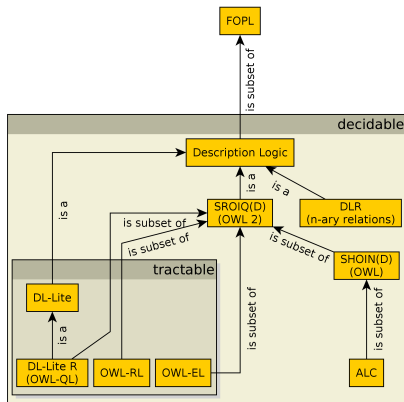 FOPL
is subset of
decidable
Description Logic
is a
is a
is a
SROIQ(D)
(OWL 2)
DLR
(n-ary relations)
is subset of
is subset of
is subset of
SHOIN(D)
(OWL)
tractable
DL-Lite
is a
is subset of
is subset of
DL-Lite R
(OWL-QL)
OWL-RL
OWL-EL
ALC